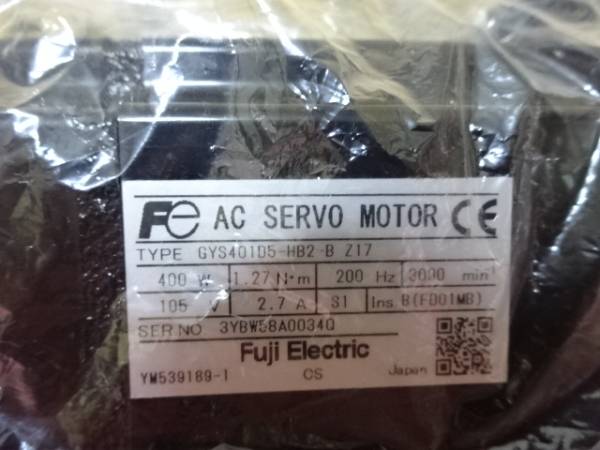 Fe AC SERVO MOTOR CE
TYPE GYS401D5-HB2-B Z17
400 W 1.27 N·m 200 Hz 3000 min-1
105 V 2.7 A S1 Ins. B(FD01MB)
SER.NO. 3YBW58A0034Q
Fuji Electric
YM539189-1 CS Japan